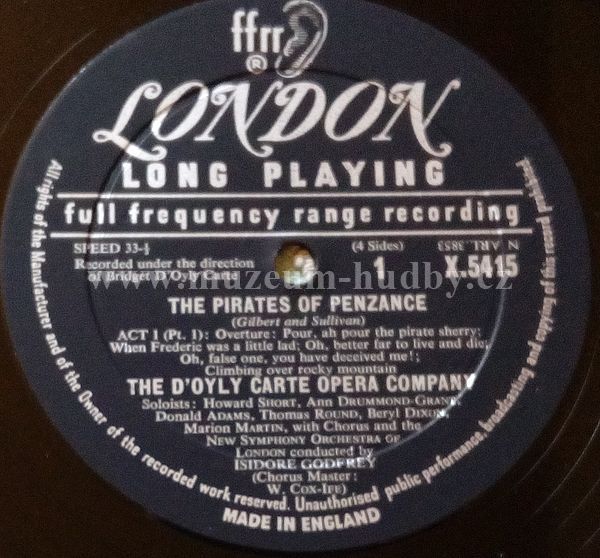 ffrr
®
LONDON
LONG PLAYING
full frequency range recording
SPEED 33-⅓
(4 Sides)
N ARL 3853
Recorded under the direction
of Bridget D'Oyly Carte
1
X.5415
www.muzeum-hudby.cz
THE PIRATES OF PENZANCE
(Gilbert and Sullivan)
ACT 1 (Pt. 1): Overture: Pour, ah pour the pirate sherry;
When Frederic was a little lad; Oh, better far to live and die;
Oh, false one, you have deceived me!;
Climbing over rocky mountain
THE D'OYLY CARTE OPERA COMPANY
Soloists: Howard SHORT, Ann DRUMMOND-GRANT,
Donald ADAMS, Thomas ROUND, Beryl DIXON,
Marion MARTIN, with Chorus and the
NEW SYMPHONY ORCHESTRA OF
LONDON conducted by
ISIDORE GODFREY
(Chorus Master:
W. COX-IFE)
All rights of the Manufacturer and of the Owner of the recorded work reserved. Unauthorised public performance, broadcasting and copying of this record prohibited
MADE IN ENGLAND